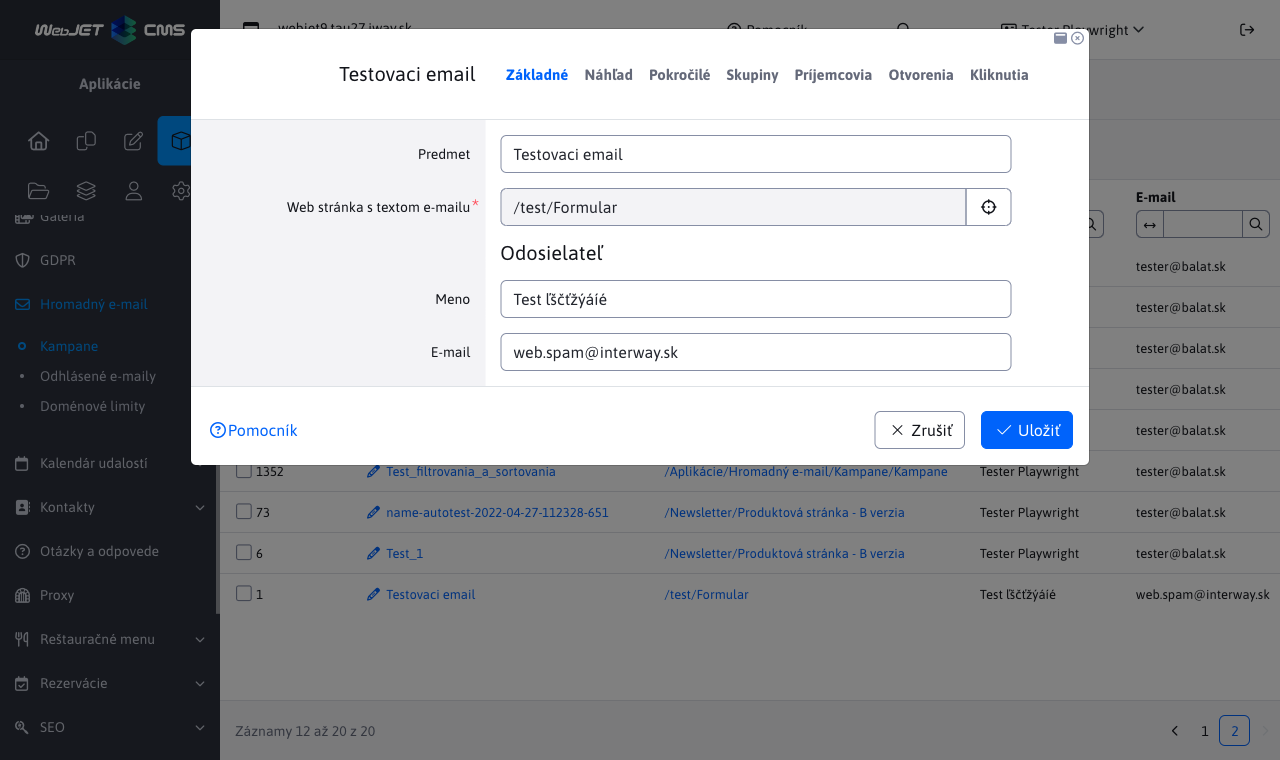 WebJET CMS
webjet9.tau27.iway.sk
Pomocník
Tester Playwright
Aplikácie
Galéria
GDPR
Hromadný e-mail
Kampane
Odhlásené e-maily
Doménové limity
Kalendár udalostí
Kontakty
Otázky a odpovede
Proxy
Reštauračné menu
Rezervácie
SEO
Testovaci email
Základné Náhľad Pokročilé Skupiny Príjemcovia Otvorenia Kliknutia
Predmet Testovaci email
Web stránka s textom e-mailu* /test/Formular
Odosielateľ
Meno Test ľščťžýáíé
E-mail web.spam@interway.sk
Pomocník Zrušiť Uložiť
E-mail
tester@balat.sk
tester@balat.sk
tester@balat.sk
tester@balat.sk
tester@balat.sk
1352 Test_filtrovania_a_sortovania /Aplikácie/Hromadný e-mail/Kampane/Kampane Tester Playwright tester@balat.sk
73 name-autotest-2022-04-27-112328-651 /Newsletter/Produktová stránka - B verzia Tester Playwright tester@balat.sk
6 Test_1 /Newsletter/Produktová stránka - B verzia Tester Playwright tester@balat.sk
1 Testovaci email /test/Formular Test ľščťžýáíé web.spam@interway.sk
Záznamy 12 až 20 z 20
1 2